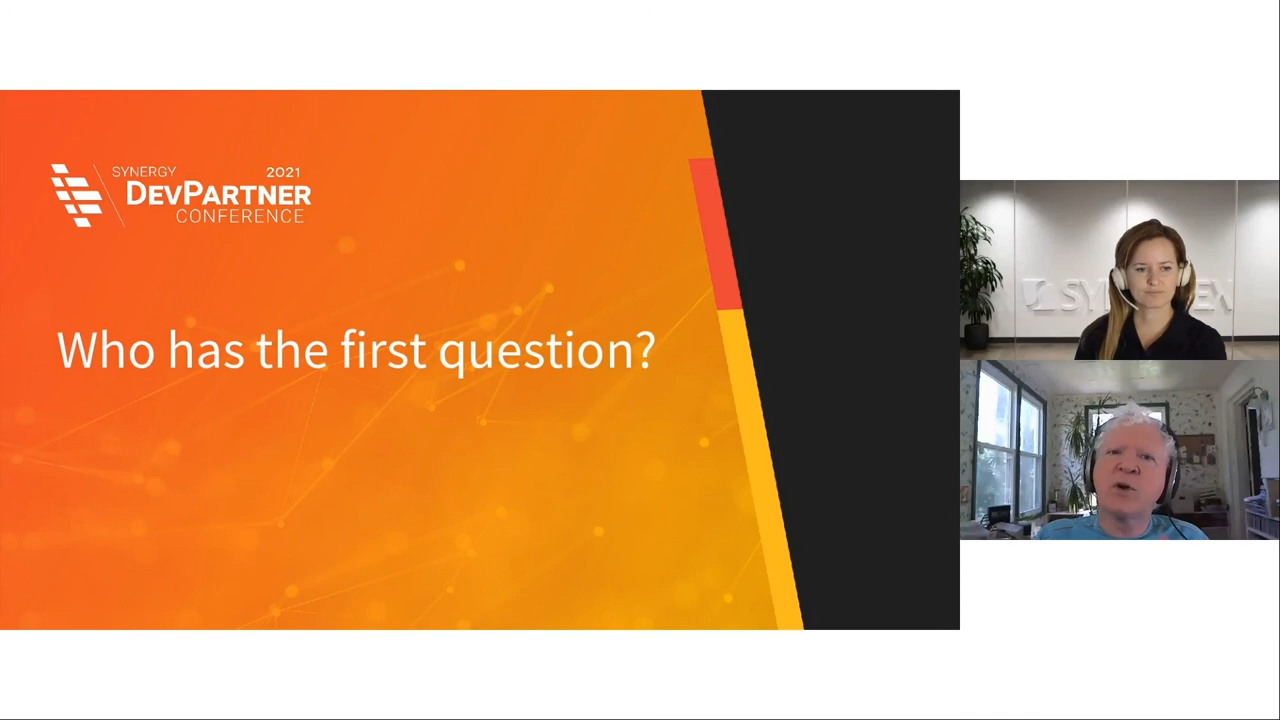 SYNERGY 2021
DEVPARTNER
CONFERENCE
Who has the first question?